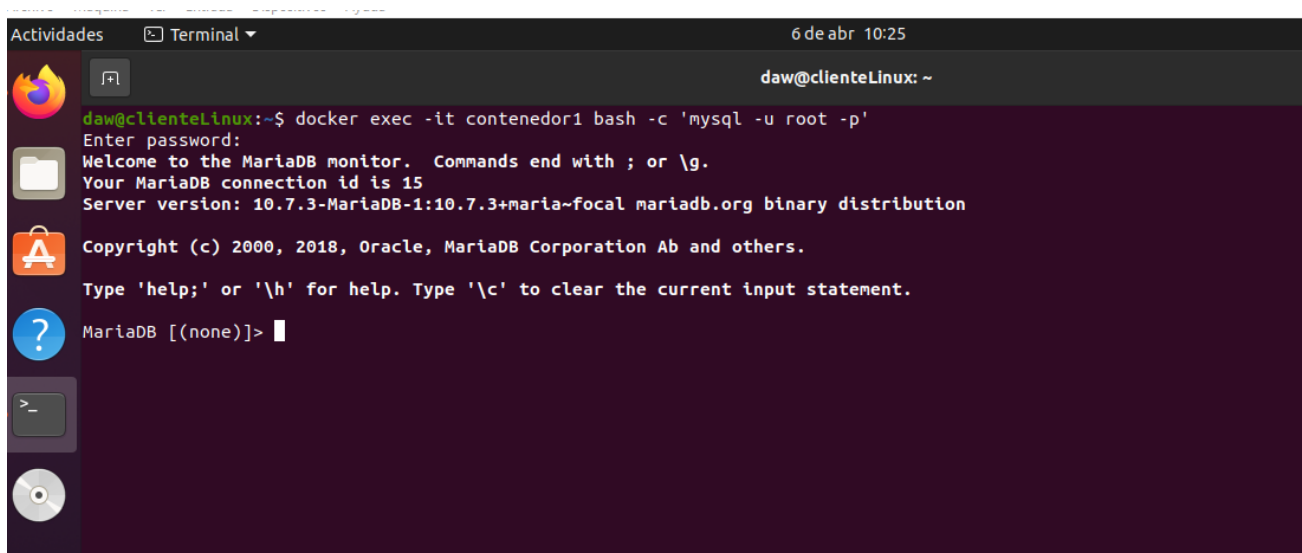 Actividades Terminal 6 de abr 10:25
daw@clienteLinux: ~
daw@clienteLinux:~$ docker exec -it contenedor1 bash -c 'mysql -u root -p'
Enter password:
Welcome to the MariaDB monitor.  Commands end with ; or \g.
Your MariaDB connection id is 15
Server version: 10.7.3-MariaDB-1:10.7.3+maria~focal mariadb.org binary distribution
Copyright (c) 2000, 2018, Oracle, MariaDB Corporation Ab and others.
Type 'help;' or '\h' for help. Type '\c' to clear the current input statement.
MariaDB [(none)]>